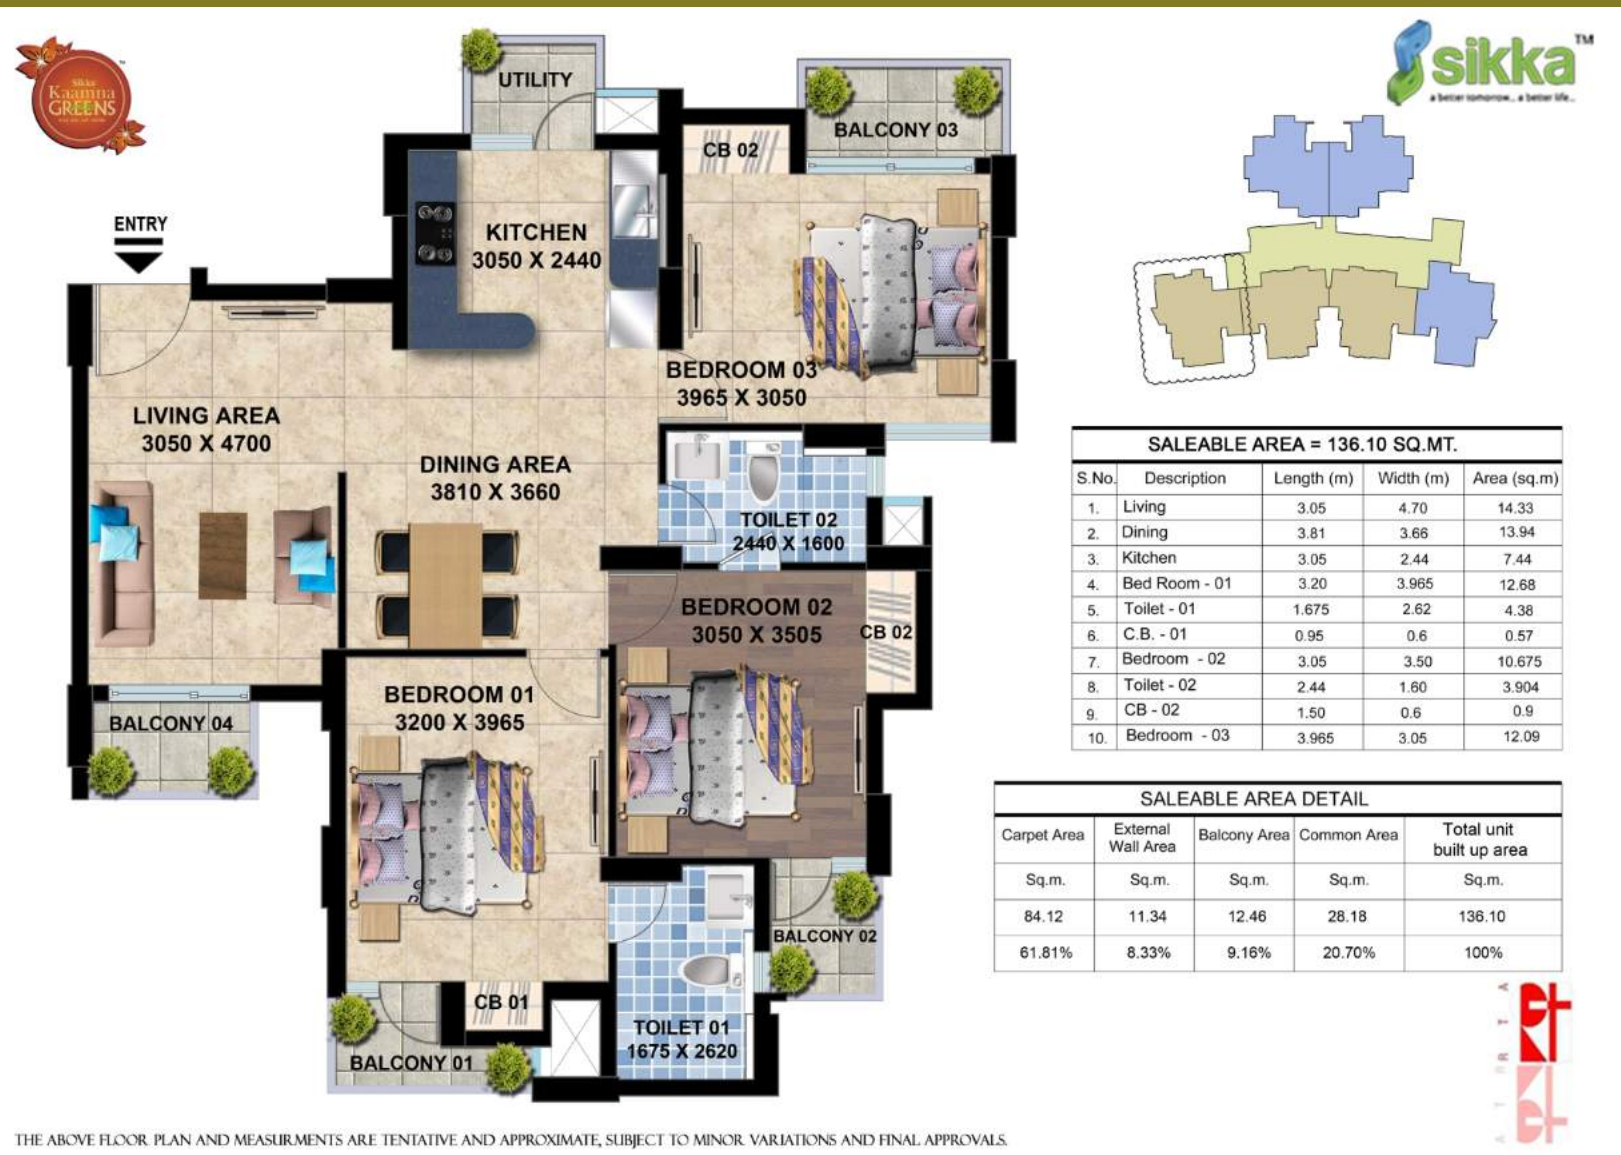 Sikka
Kaamna
GREENS
sikka™
a better tomorrow... a better life...
UTILITY
BALCONY 03
CB 02
ENTRY
KITCHEN
3050 X 2440
BEDROOM 03
3965 X 3050
LIVING AREA
3050 X 4700
DINING AREA
3810 X 3660
TOILET 02
2440 X 1600
BEDROOM 02
3050 X 3505
CB 02
BEDROOM 01
3200 X 3965
BALCONY 04
BALCONY 02
CB 01
TOILET 01
1675 X 2620
BALCONY 01
SALEABLE AREA = 136.10 SQ.MT.
S.No. Description Length (m) Width (m) Area (sq.m)
1. Living 3.05 4.70 14.33
2. Dining 3.81 3.66 13.94
3. Kitchen 3.05 2.44 7.44
4. Bed Room - 01 3.20 3.965 12.68
5. Toilet - 01 1.675 2.62 4.38
6. C.B. - 01 0.95 0.6 0.57
7. Bedroom - 02 3.05 3.50 10.675
8. Toilet - 02 2.44 1.60 3.904
9. CB - 02 1.50 0.6 0.9
10. Bedroom - 03 3.965 3.05 12.09
SALEABLE AREA DETAIL
Carpet Area External Wall Area Balcony Area Common Area Total unit built up area
Sq.m. Sq.m. Sq.m. Sq.m. Sq.m.
84.12 11.34 12.46 28.18 136.10
61.81% 8.33% 9.16% 20.70% 100%
THE ABOVE FLOOR PLAN AND MEASURMENTS ARE TENTATIVE AND APPROXIMATE, SUBJECT TO MINOR VARIATIONS AND FINAL APPROVALS.